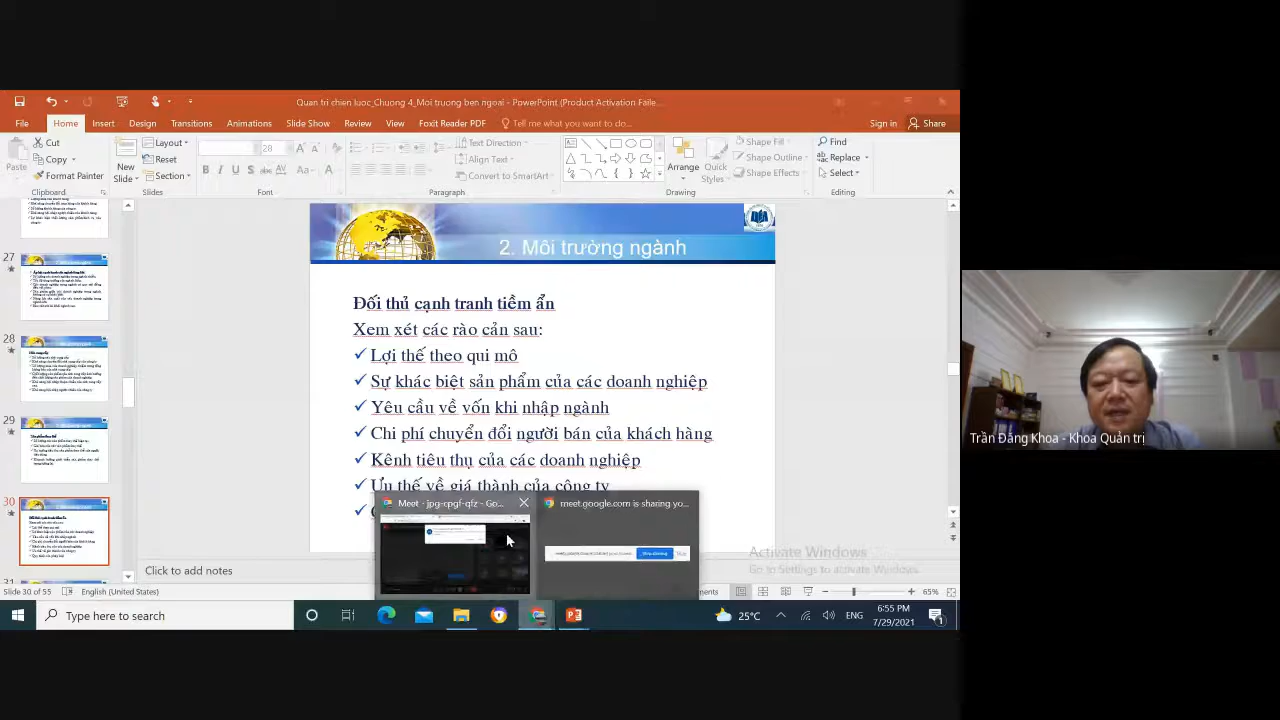 Quan tri chien luoc_Chuong 4_Moi truong ben ngoai - PowerPoint (Product Activation Faile...
File Home Insert Design Transitions Animations Slide Show Review View Foxit Reader PDF Tell me what you want to do... Sign in Share
Paste
Cut
Copy
Format Painter
Clipboard
New Slide
Layout
Reset
Section
Slides
28
B I U S abc AV Aa A
Font
Text Direction
Align Text
Convert to SmartArt
Paragraph
Arrange
Quick Styles
Shape Fill
Shape Outline
Shape Effects
Drawing
Find
Replace
Select
Editing
27
28
29
30
31
2. Môi trường ngành
Đối thủ cạnh tranh tiềm ẩn
Xem xét các rào cản sau:
✓ Lợi thế theo qui mô
✓ Sự khác biệt sản phẩm của các doanh nghiệp
✓ Yêu cầu về vốn khi nhập ngành
✓ Chi phí chuyển đổi người bán của khách hàng
✓ Kênh tiêu thụ của các doanh nghiệp
✓ Ưu thế về giá thành của công ty
Meet - jpg-cpgf-qfz - Go...
meet.google.com is sharing yo...
Click to add notes
Activate Windows
Go to Settings to activate Windows.
Slide 30 of 55 English (United States) 65%
Type here to search
25°C ENG
6:55 PM
7/29/2021
Trần Đăng Khoa - Khoa Quản trị